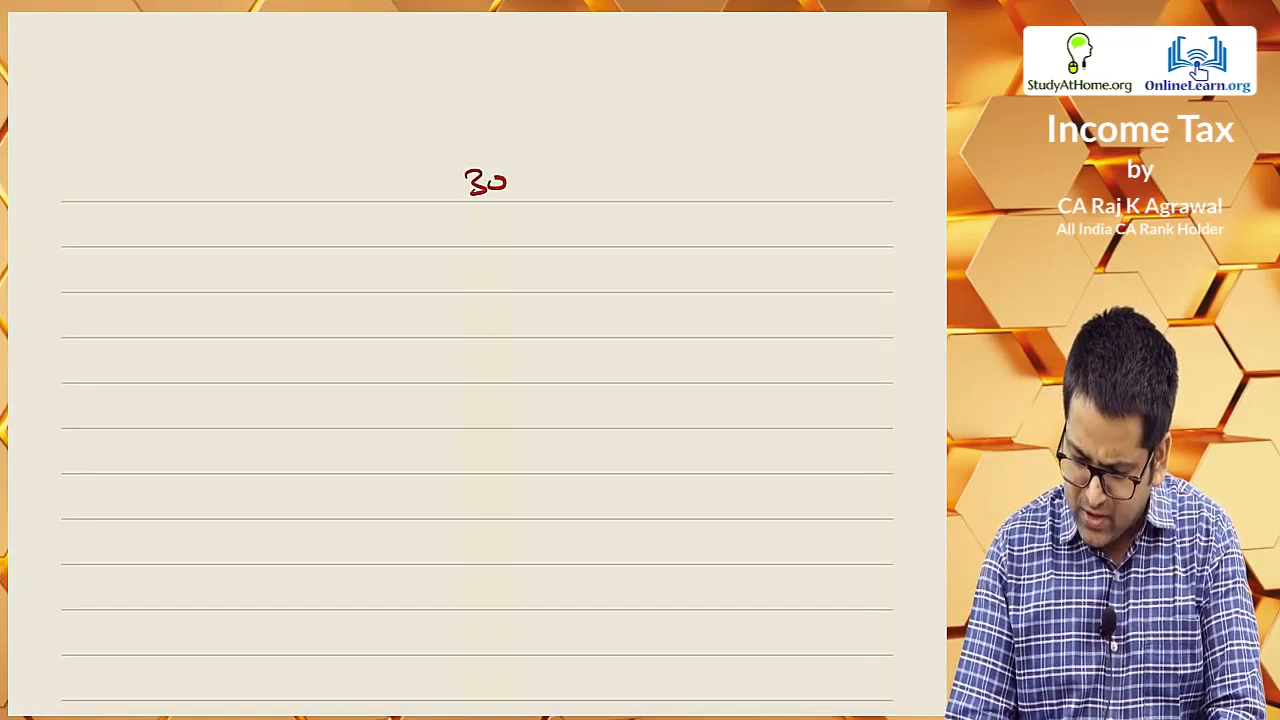 30
StudyAtHome.org
OnlineLearn.org
Income Tax
by
CA Raj K Agrawal
All India CA Rank Holder